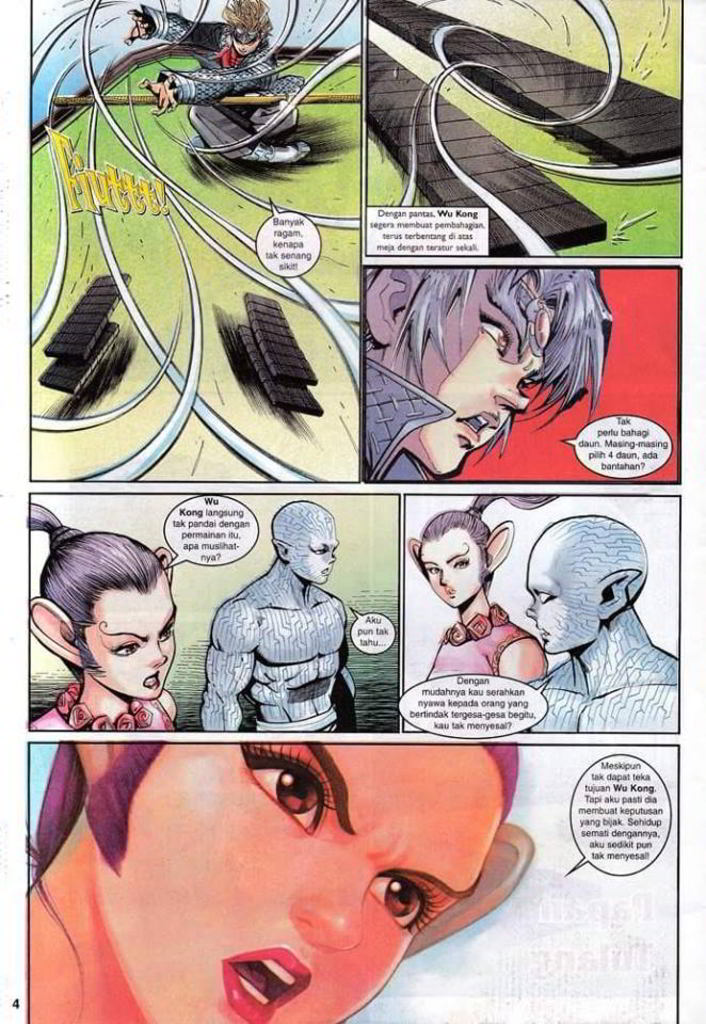 Fiuttt!
Banyak
ragam,
kenapa
tak senang
sikit!
Dengan pantas, Wu Kong
segera membuat pembahagian,
terus terbentang di atas
meja dengan teratur sekali.
Tak
perlu bahagi
daun. Masing-masing
pilih 4 daun, ada
bantahan?
Wu
Kong langsung
tak pandai dengan
permainan itu,
apa muslihat-
nya?
Aku
pun tak
tahu...
Dengan
mudahnya kau serahkan
nyawa kepada orang yang
bertindak tergesa-gesa begitu,
kau tak menyesal?
Meskipun
tak dapat teka
tujuan Wu Kong.
Tapi aku pasti dia
membuat keputusan
yang bijak. Sehidup
semati dengannya,
aku sedikit pun
tak menyesal!
4